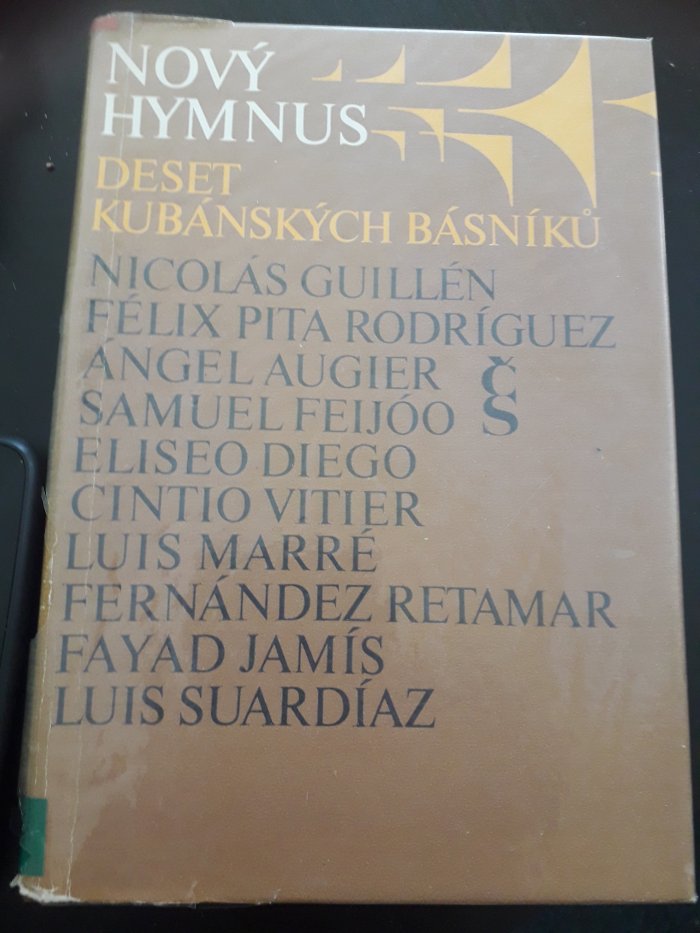 NOVÝ
HYMNUS
DESET
KUBÁNSKÝCH BÁSNÍKŮ
NICOLÁS GUILLÉN
FÉLIX PITA RODRÍGUEZ
ÁNGEL AUGIER
SAMUEL FEIJÓO
ČS
ELISEO DIEGO
CINTIO VITIER
LUIS MARRÉ
FERNÁNDEZ RETAMAR
FAYAD JAMÍS
LUIS SUARDÍAZ